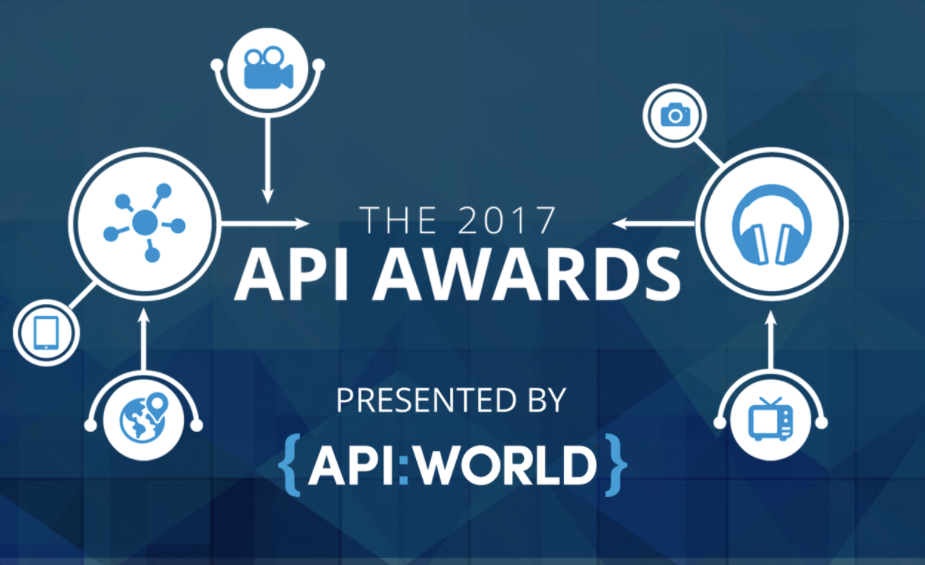 THE 2017
API AWARDS
PRESENTED BY
{API:WORLD}